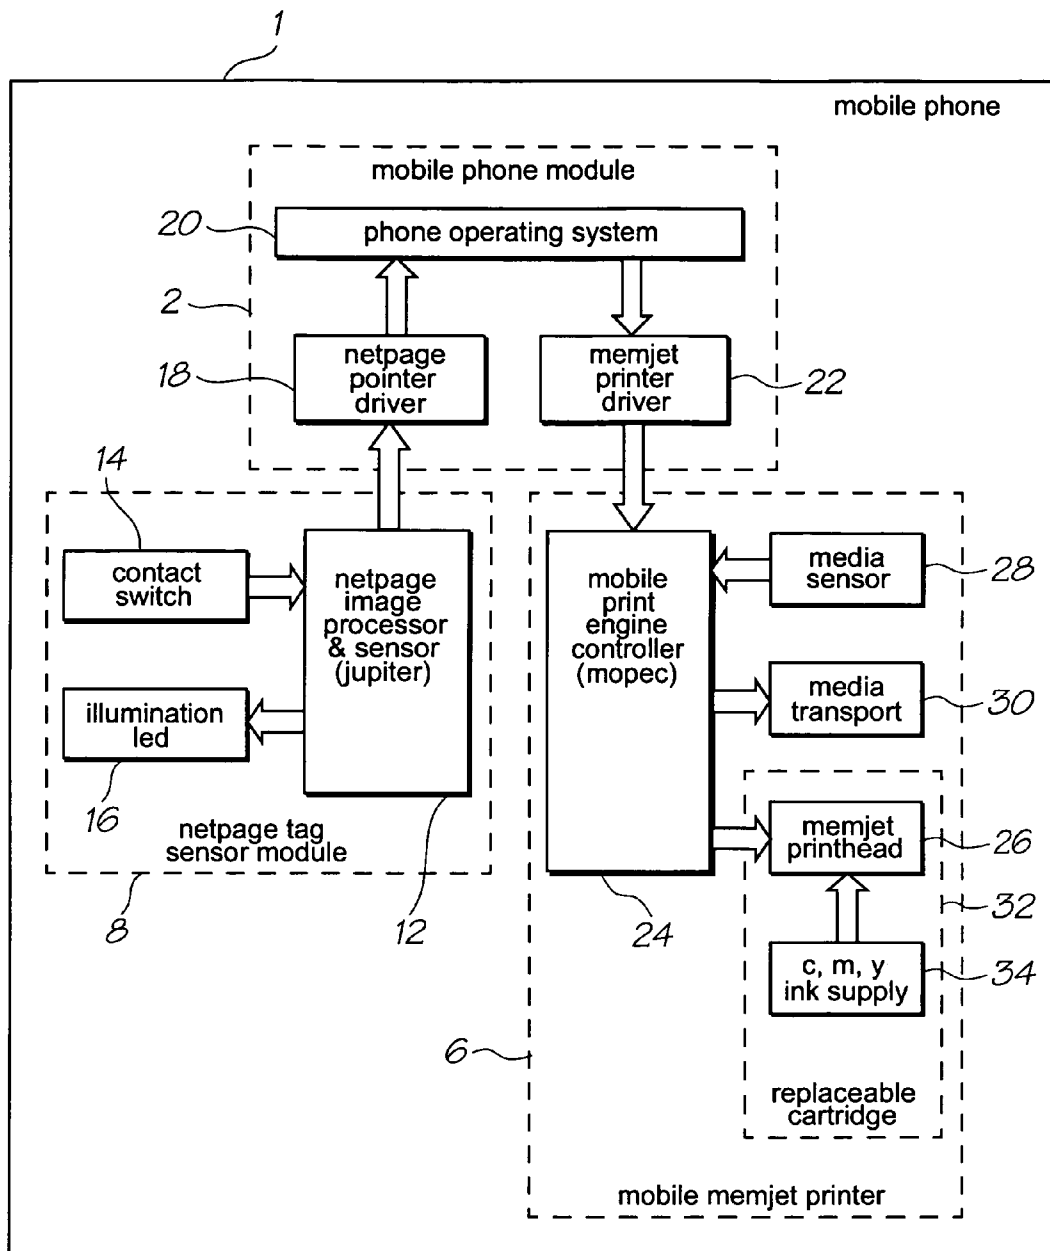 1
mobile phone
mobile phone module
20
phone operating system
2
18
netpage
pointer
driver
memjet
printer
driver
22
14
contact
switch
netpage
image
processor
& sensor
(jupiter)
illumination
led
16
netpage tag
sensor module
8
12
mobile
print
engine
controller
(mopec)
media
sensor
28
media
transport
30
memjet
printhead
26
32
24
c, m, y
ink supply
34
6
replaceable
cartridge
mobile memjet printer